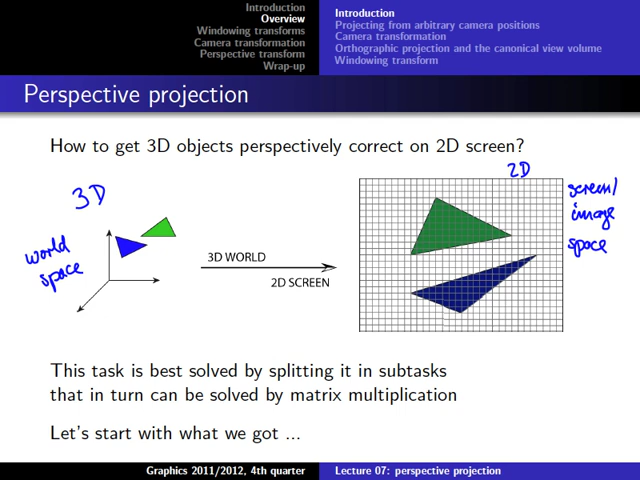 Introduction
Overview
Windowing transforms
Camera transformation
Perspective transform
Wrap-up
Introduction
Projecting from arbitrary camera positions
Camera transformation
Orthographic projection and the canonical view volume
Windowing transform
Perspective projection
How to get 3D objects perspectively correct on 2D screen?
3D
world
space
3D WORLD
2D SCREEN
2D
screen/
image
space
This task is best solved by splitting it in subtasks
that in turn can be solved by matrix multiplication
Let's start with what we got ...
Graphics 2011/2012, 4th quarter
Lecture 07: perspective projection